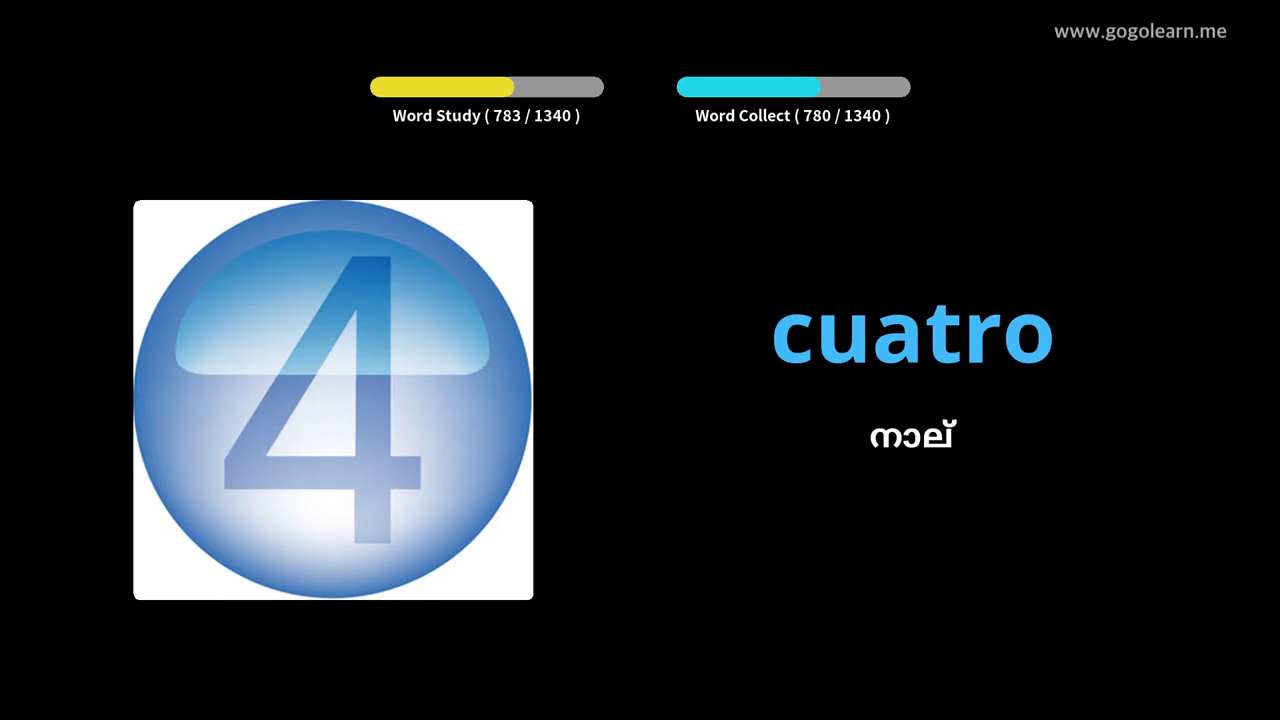 www.gogolearn.me
Word Study ( 783 / 1340 )
Word Collect ( 780 / 1340 )
4
cuatro
നാല്